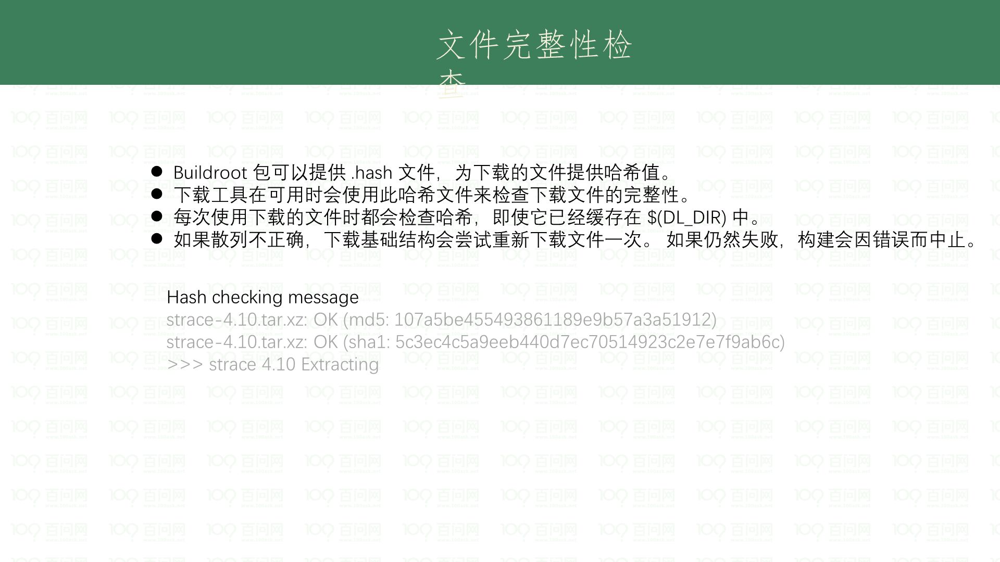 文件完整性检
查
● Buildroot 包可以提供 .hash 文件，为下载的文件提供哈希值。
● 下载工具在可用时会使用此哈希文件来检查下载文件的完整性。
● 每次使用下载的文件时都会检查哈希，即使它已经缓存在 $(DL_DIR) 中。
● 如果散列不正确，下载基础结构会尝试重新下载文件一次。 如果仍然失败，构建会因错误而中止。
Hash checking message
strace-4.10.tar.xz: OK (md5: 107a5be455493861189e9b57a3a51912)
strace-4.10.tar.xz: OK (sha1: 5c3ec4c5a9eeb440d7ec70514923c2e7e7f9ab6c)
>>> strace 4.10 Extracting
百问网
www.100ask.net